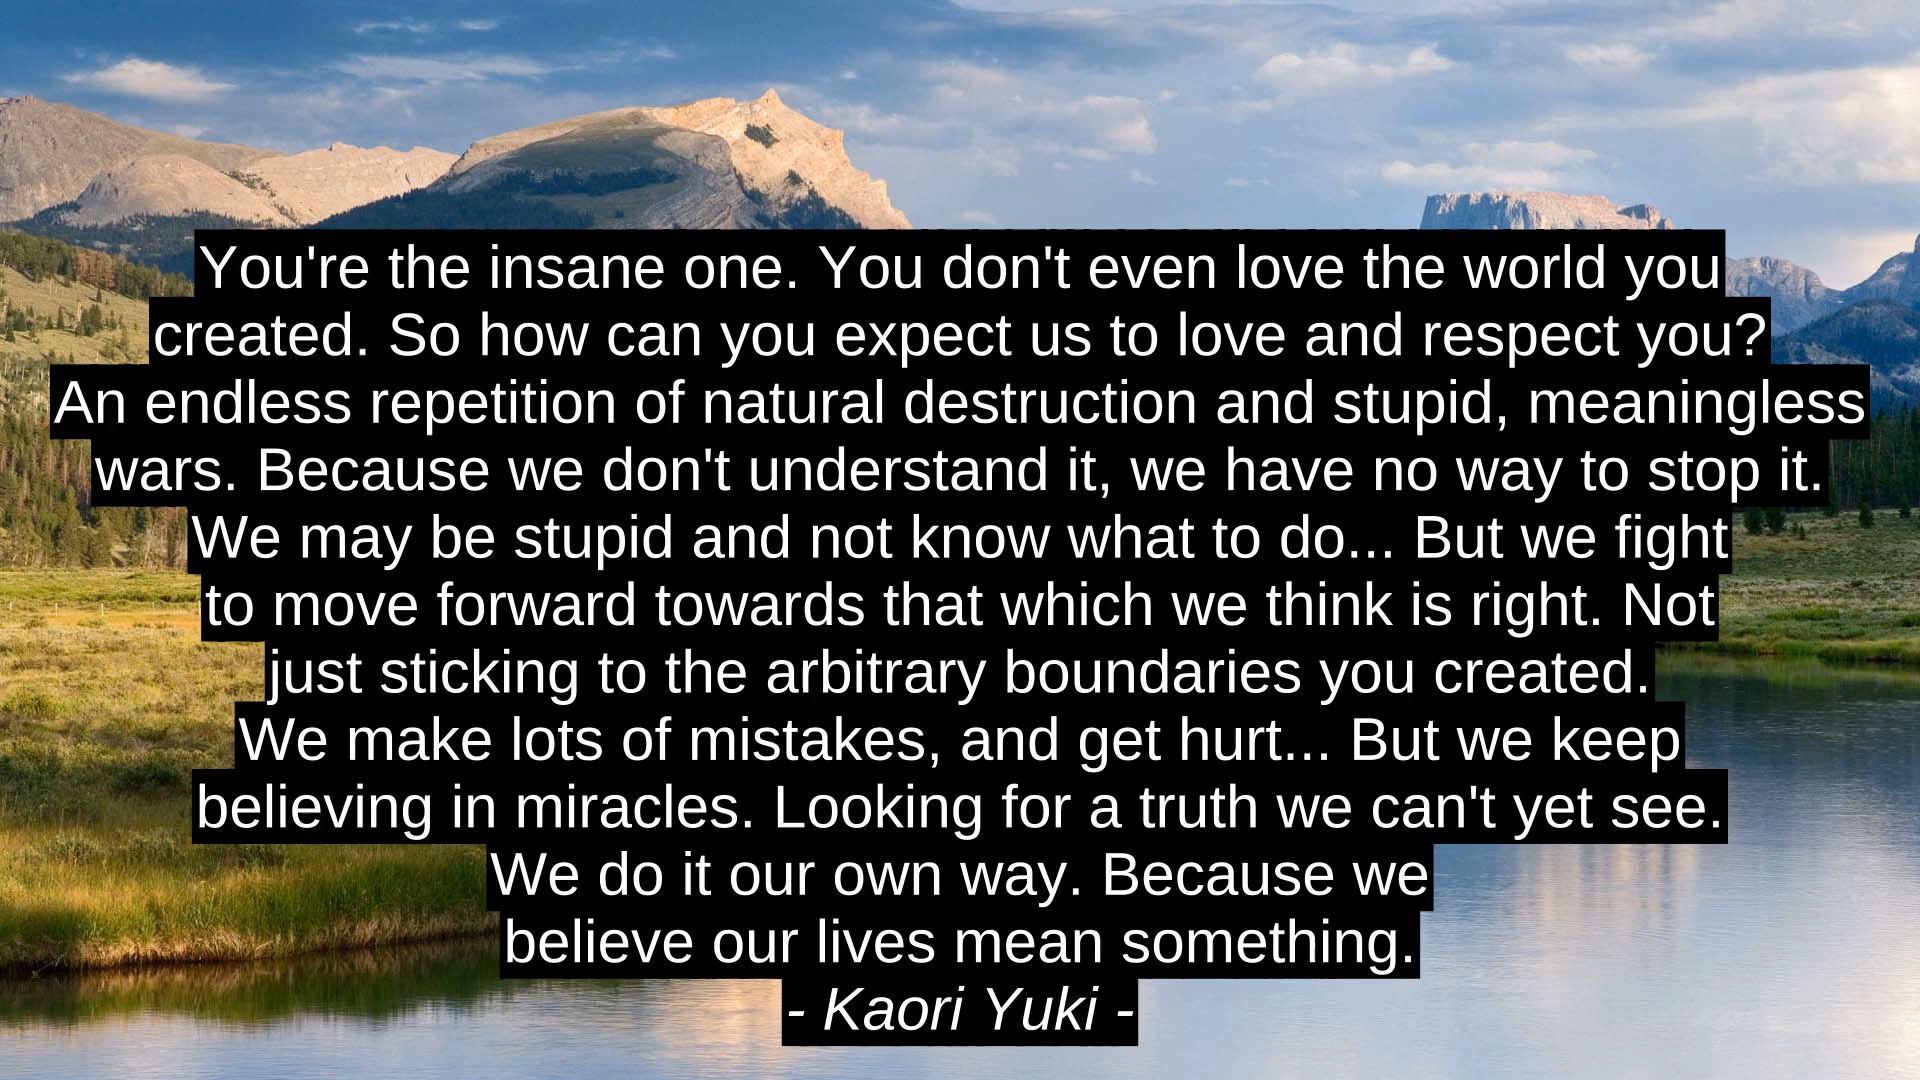 You're the insane one. You don't even love the world you
created. So how can you expect us to love and respect you?
An endless repetition of natural destruction and stupid, meaningless
wars. Because we don't understand it, we have no way to stop it.
We may be stupid and not know what to do... But we fight
to move forward towards that which we think is right. Not
just sticking to the arbitrary boundaries you created.
We make lots of mistakes, and get hurt... But we keep
believing in miracles. Looking for a truth we can't yet see.
We do it our own way. Because we
believe our lives mean something.
- Kaori Yuki -